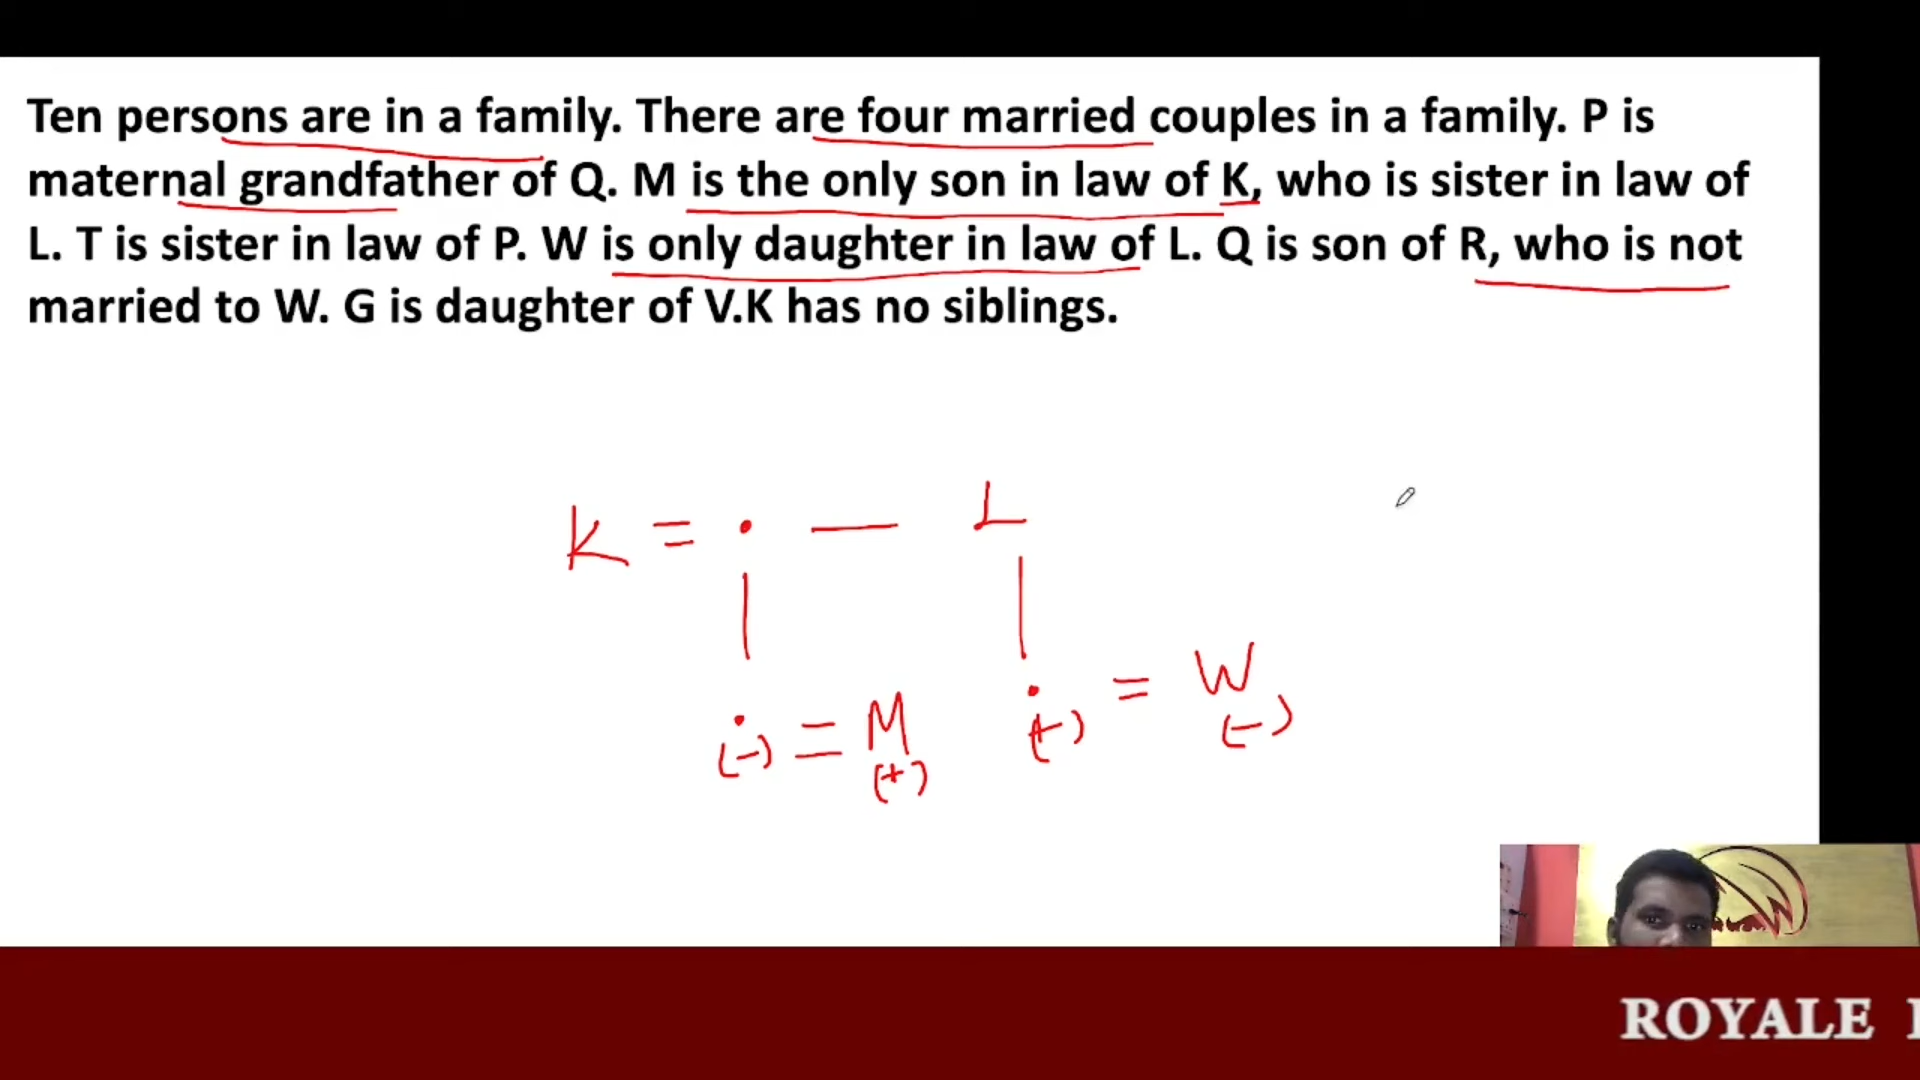 Ten persons are in a family. There are four married couples in a family. P is
maternal grandfather of Q. M is the only son in law of K, who is sister in law of
L. T is sister in law of P. W is only daughter in law of L. Q is son of R, who is not
married to W. G is daughter of V.K has no siblings.
K = . — L
. = M . = W
(-) (+) (+) (-)
ROYALE